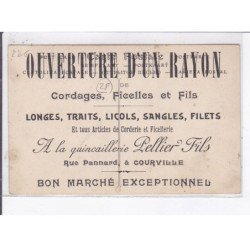 OUVERTURE D'UN RAYON
DE
Cordages, Ficelles et Fils
LONGES, TRAITS, LICOLS, SANGLES, FILETS
Et tous Articles de Corderie et Ficellerie
A la quincaillerie Pellier Fils
Rue Pannard, à COURVILLE
BON MARCHÉ EXCEPTIONNEL